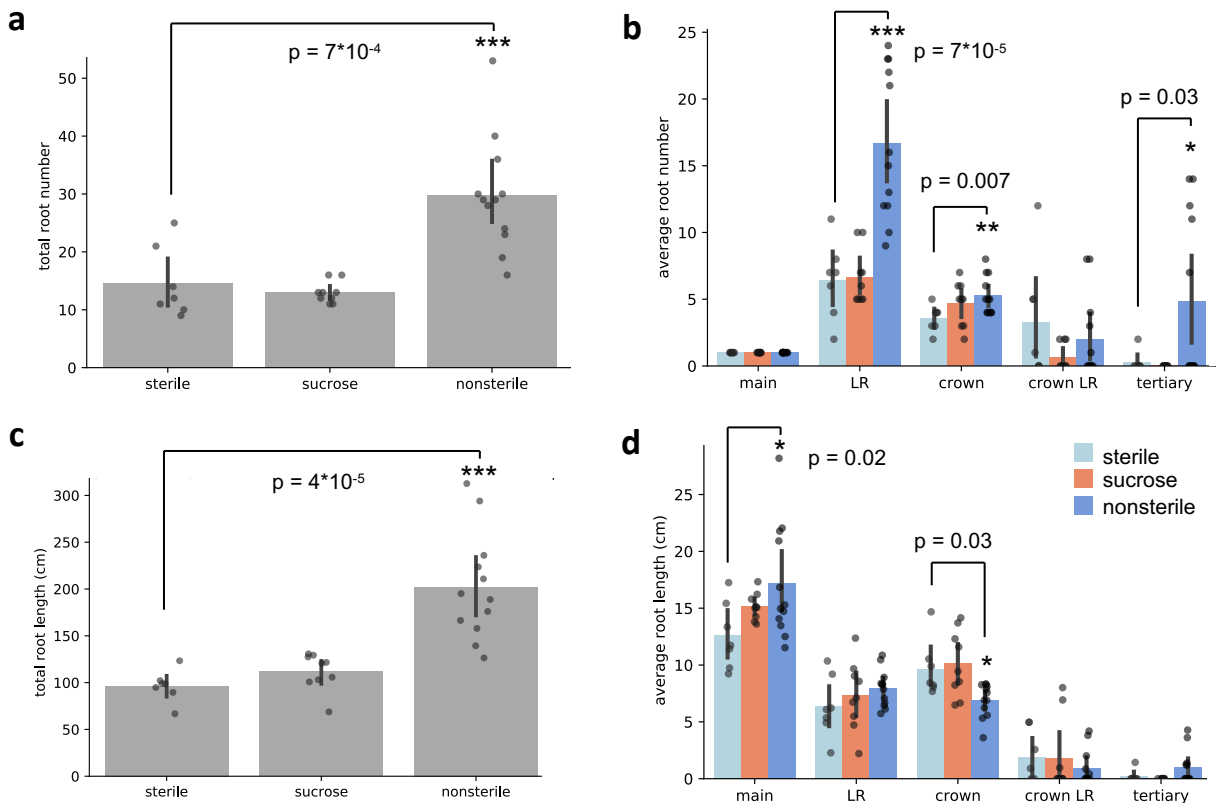 a
***
p = 7*10-4
total root number
50
40
30
20
10
0
sterile
sucrose
nonsterile
b
***
p = 7*10-5
p = 0.03
*
p = 0.007
**
average root number
25
20
15
10
5
0
main
LR
crown
crown LR
tertiary
c
***
p = 4*10-5
total root length (cm)
300
250
200
150
100
50
0
sterile
sucrose
nonsterile
d
*
p = 0.02
sterile
sucrose
nonsterile
p = 0.03
*
average root length (cm)
25
20
15
10
5
0
main
LR
crown
crown LR
tertiary